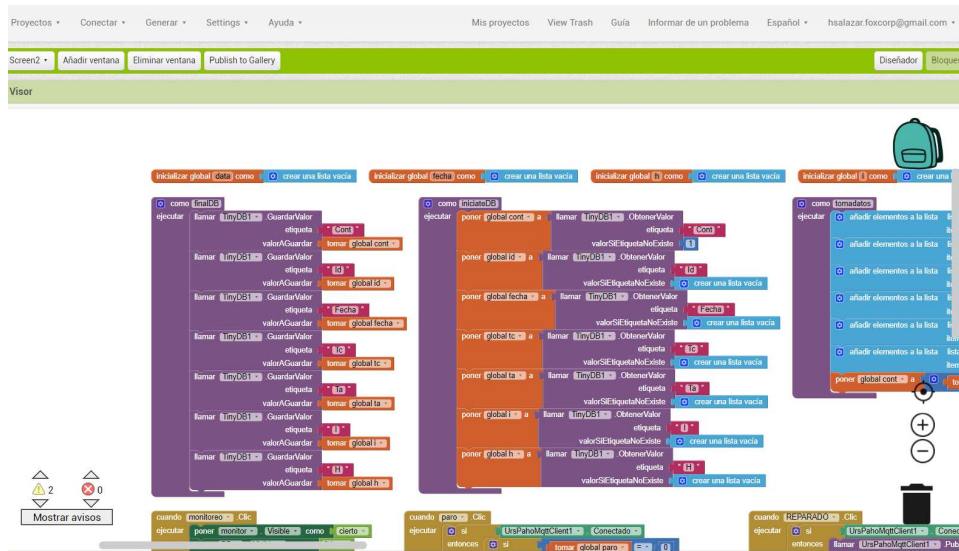 Proyectos Conectar Generar Settings Ayuda Mis proyectos View Trash Guía Informar de un problema Español hsalazar.foxcorp@gmail.com
Screen2 Añadir ventana Eliminar ventana Publish to Gallery Diseñador Bloques
Visor
inicializar global data como crear una lista vacía
inicializar global fecha como crear una lista vacía
inicializar global h como crear una lista vacía
inicializar global i como crear una
como finalDB
ejecutar llamar TinyDB1 .GuardarValor
etiqueta " Cont "
valorAGuardar tomar global cont
llamar TinyDB1 .GuardarValor
etiqueta " Id "
valorAGuardar tomar global id
llamar TinyDB1 .GuardarValor
etiqueta " Fecha "
valorAGuardar tomar global fecha
llamar TinyDB1 .GuardarValor
etiqueta " Tc "
valorAGuardar tomar global tc
llamar TinyDB1 .GuardarValor
etiqueta " Ta "
valorAGuardar tomar global ta
llamar TinyDB1 .GuardarValor
etiqueta " I "
valorAGuardar tomar global i
llamar TinyDB1 .GuardarValor
etiqueta " H "
valorAGuardar tomar global h
como iniciateDB
ejecutar poner global cont a llamar TinyDB1 .ObtenerValor
etiqueta " Cont "
valorSiEtiquetaNoExiste 1
poner global id a llamar TinyDB1 .ObtenerValor
etiqueta " Id "
valorSiEtiquetaNoExiste crear una lista vacía
poner global fecha a llamar TinyDB1 .ObtenerValor
etiqueta " Fecha "
valorSiEtiquetaNoExiste crear una lista vacía
poner global tc a llamar TinyDB1 .ObtenerValor
etiqueta " Tc "
valorSiEtiquetaNoExiste crear una lista vacía
poner global ta a llamar TinyDB1 .ObtenerValor
etiqueta " Ta "
valorSiEtiquetaNoExiste crear una lista vacía
poner global i a llamar TinyDB1 .ObtenerValor
etiqueta " I "
valorSiEtiquetaNoExiste crear una lista vacía
poner global h a llamar TinyDB1 .ObtenerValor
etiqueta " H "
valorSiEtiquetaNoExiste crear una lista vacía
como tomadatos
ejecutar añadir elementos a la lista
añadir elementos a la lista
añadir elementos a la lista
añadir elementos a la lista
añadir elementos a la lista
añadir elementos a la lista
poner global cont a
2 0
Mostrar avisos
cuando monitoreo .Clic
ejecutar poner monitor . Visible como cierto
cuando paro .Clic
ejecutar si UrsPahoMqttClient1 . Conectado
entonces si tomar global paro = 0
cuando REPARADO .Clic
ejecutar si UrsPahoMqttClient1 . Conec
entonces llamar UrsPahoMqttClient1 .Pub